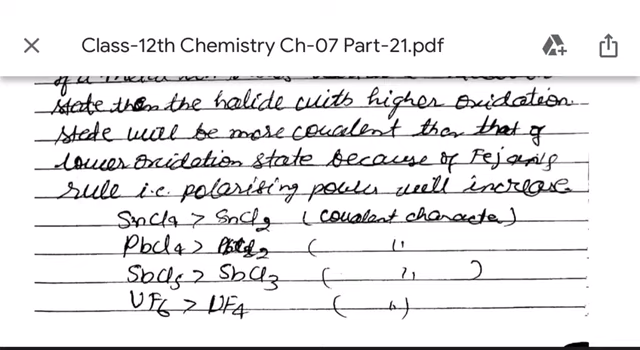 Class-12th Chemistry Ch-07 Part-21.pdf
state then the halide with higher oxidation
state will be more covalent than that of
lower oxidation state because of Fejan's
rule i.e. polarising power will increase
SnCl4 > SnCl2 ( covalent character )
PbCl4 > PbCl2 ( ,,
SbCl5 > SbCl3 ( ,, )
UF6 > UF4 ( ,, )